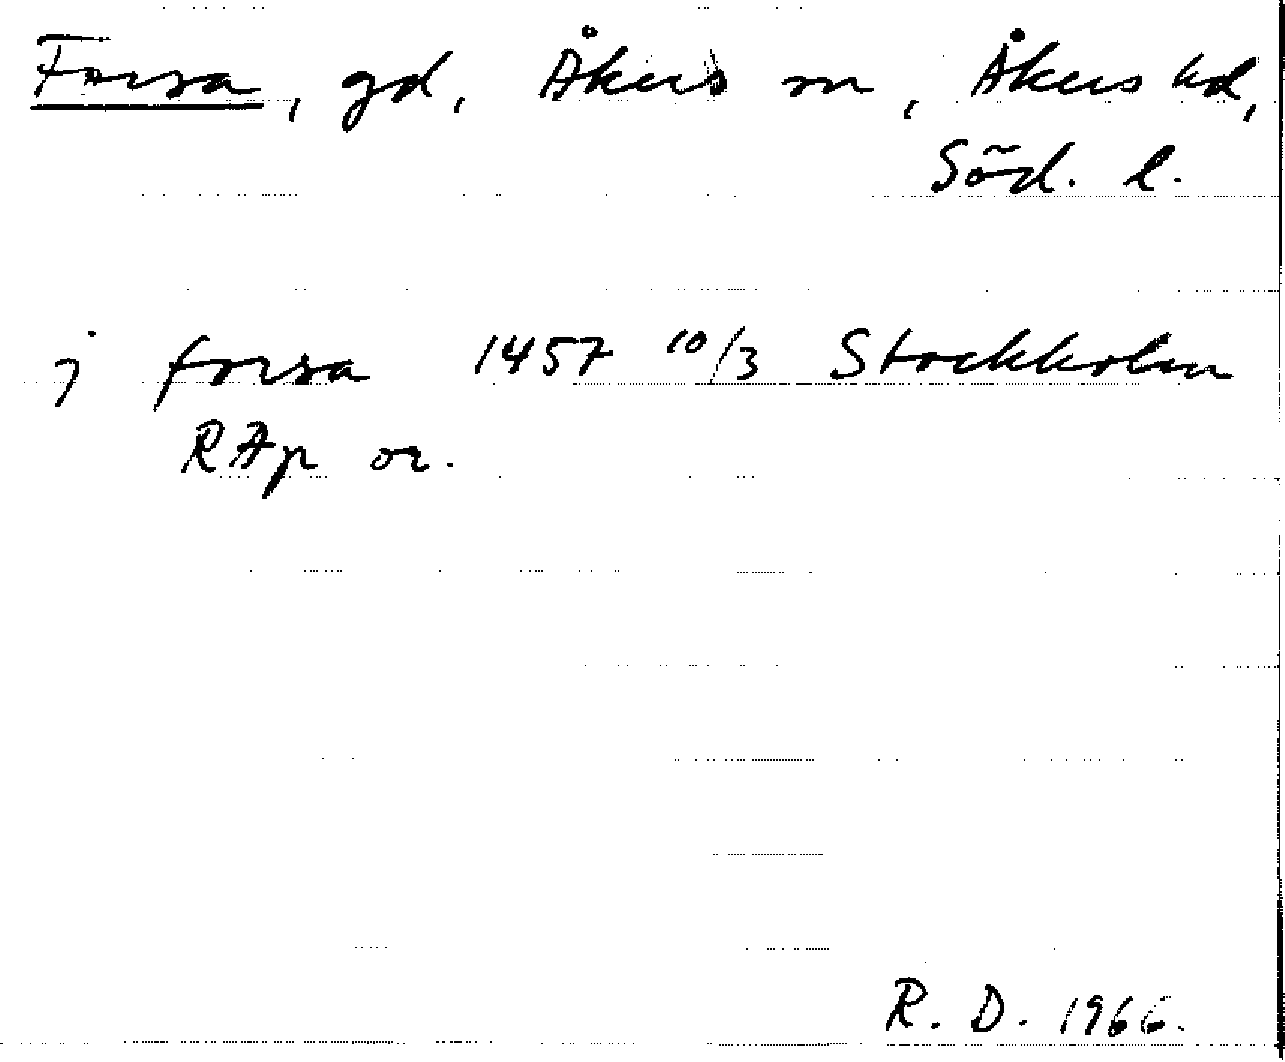 Forsa, gd, Åkers sn, Åkers hd,
Söd. l.
j forsa 1457 10/3 Stockholm
RAp or.
R. D. 1966.